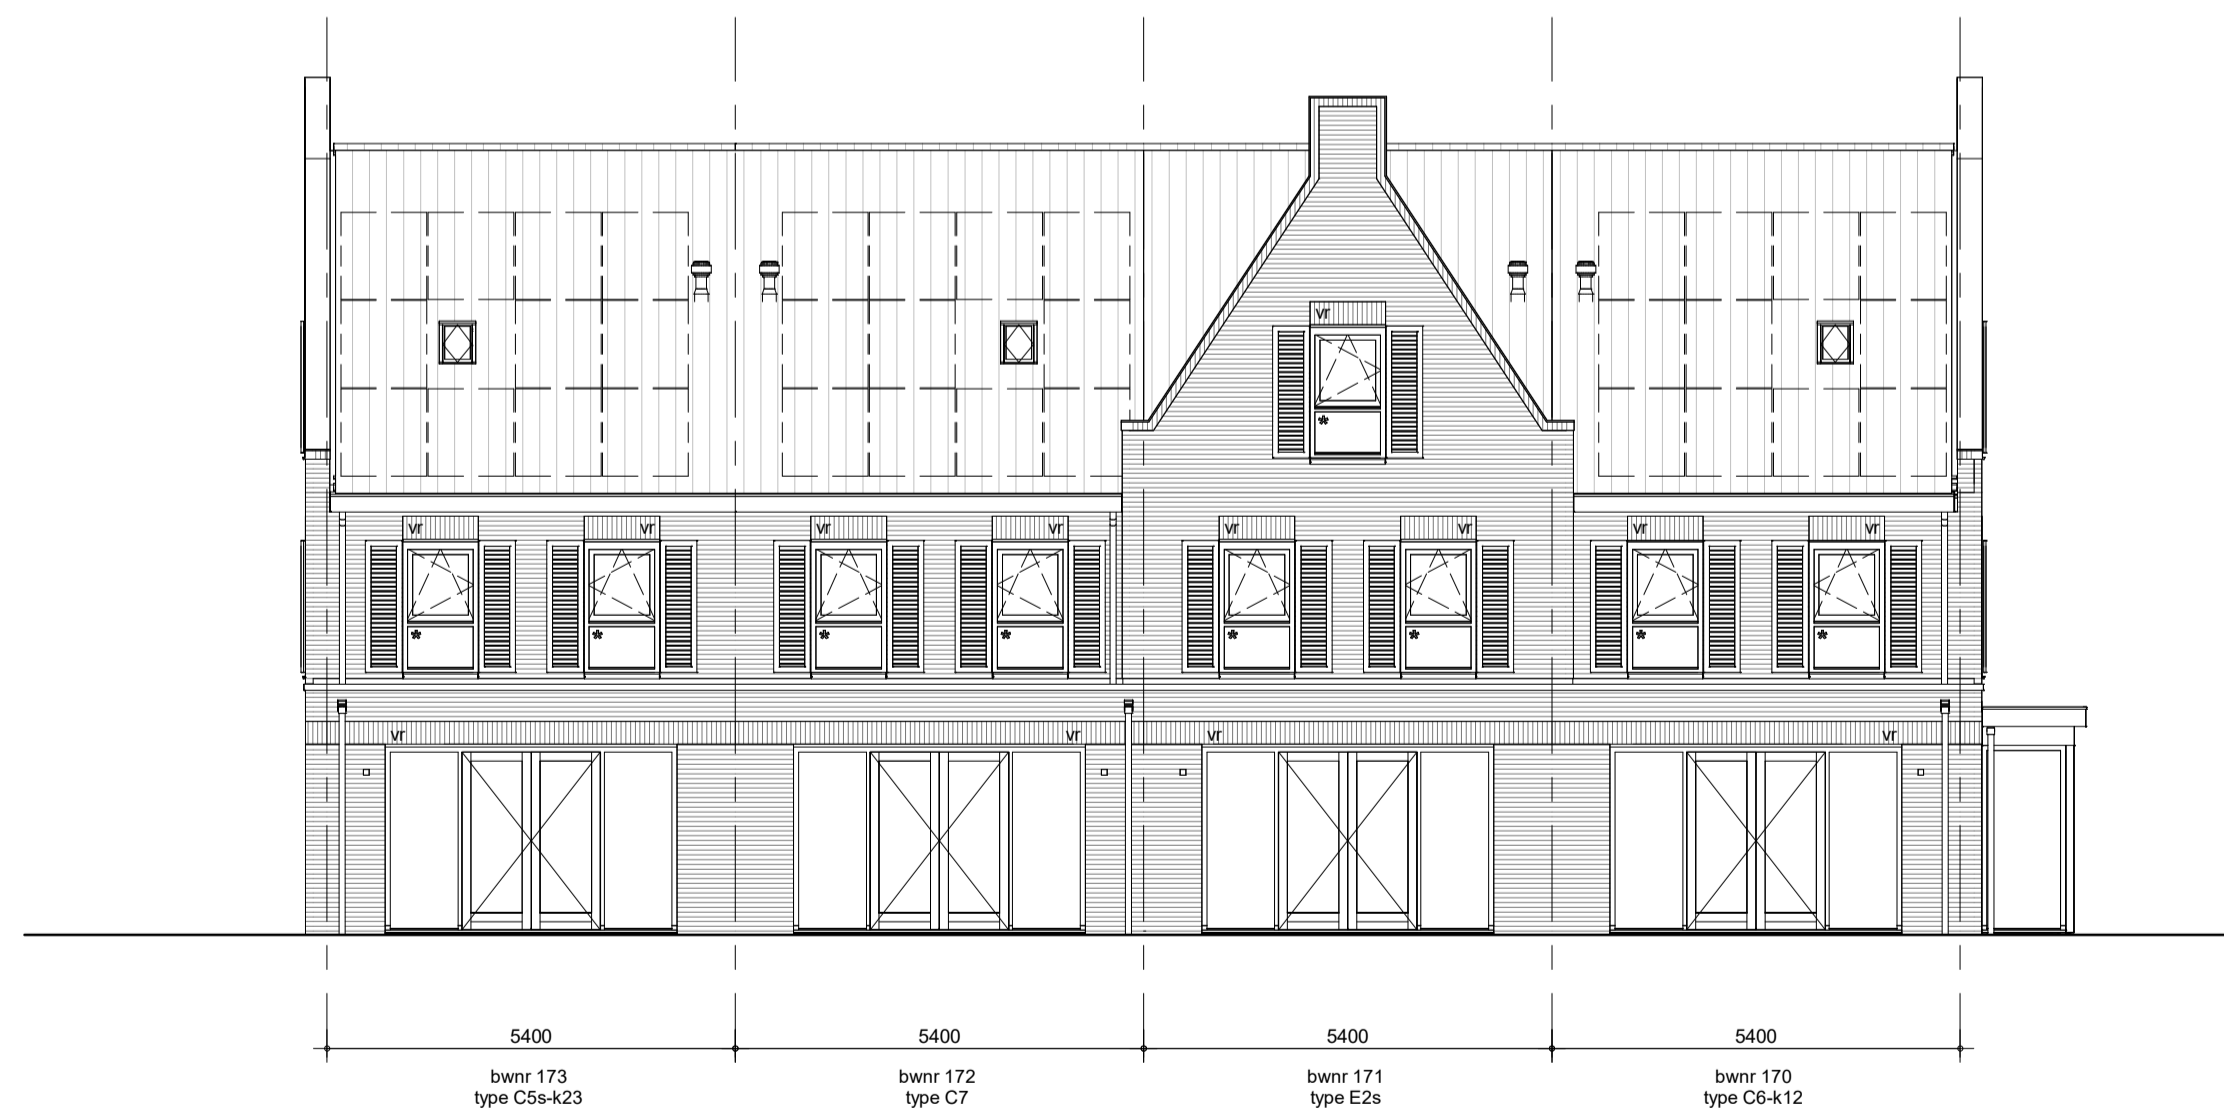 vr
vr vr vr vr vr vr vr vr
* 
* * * * * * * *
vr vr vr vr
5400 5400 5400 5400
bwnr 173 bwnr 172 bwnr 171 bwnr 170
type C5s-k23 type C7 type E2s type C6-k12